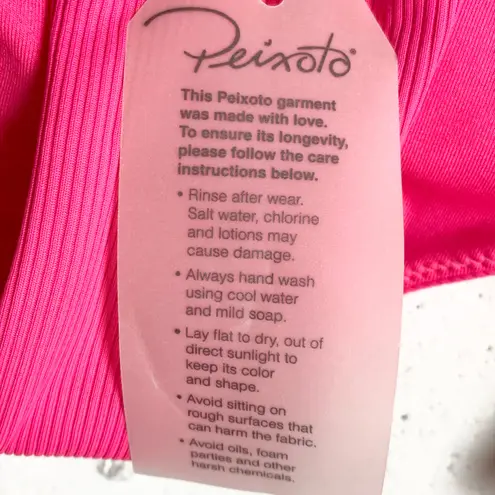 Peixoto®
This Peixoto garment
was made with love.
To ensure its longevity,
please follow the care
instructions below.
• Rinse after wear.
Salt water, chlorine
and lotions may
cause damage.
• Always hand wash
using cool water
and mild soap.
• Lay flat to dry, out of
direct sunlight to
keep its color
and shape.
• Avoid sitting on
rough surfaces that
can harm the fabric.
• Avoid oils, foam
parties and other
harsh chemicals.